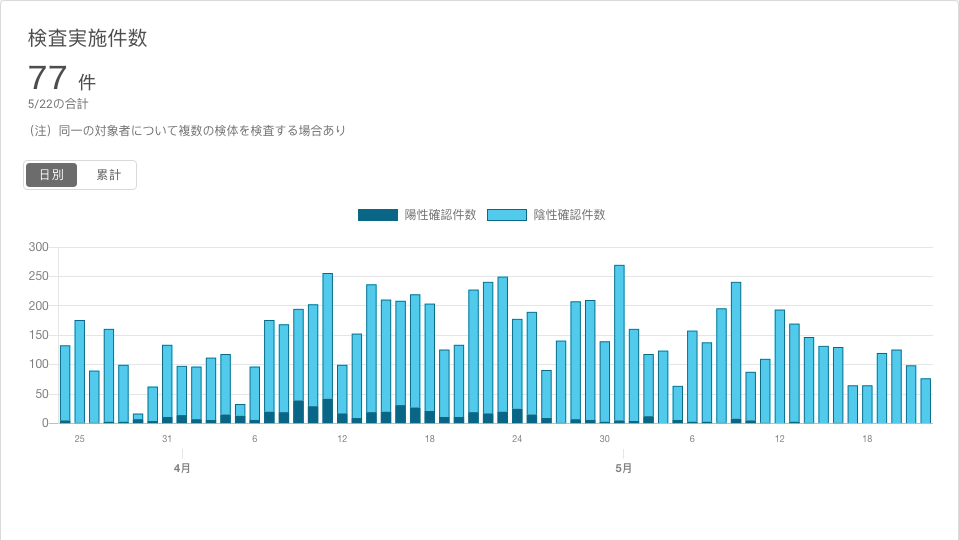 検査実施件数
77 件
5/22の合計
（注）同一の対象者について複数の検体を検査する場合あり
日別 累計
陽性確認件数 陰性確認件数
300
250
200
150
100
50
0
25 31 6 12 18 24 30 6 12 18
4月 5月